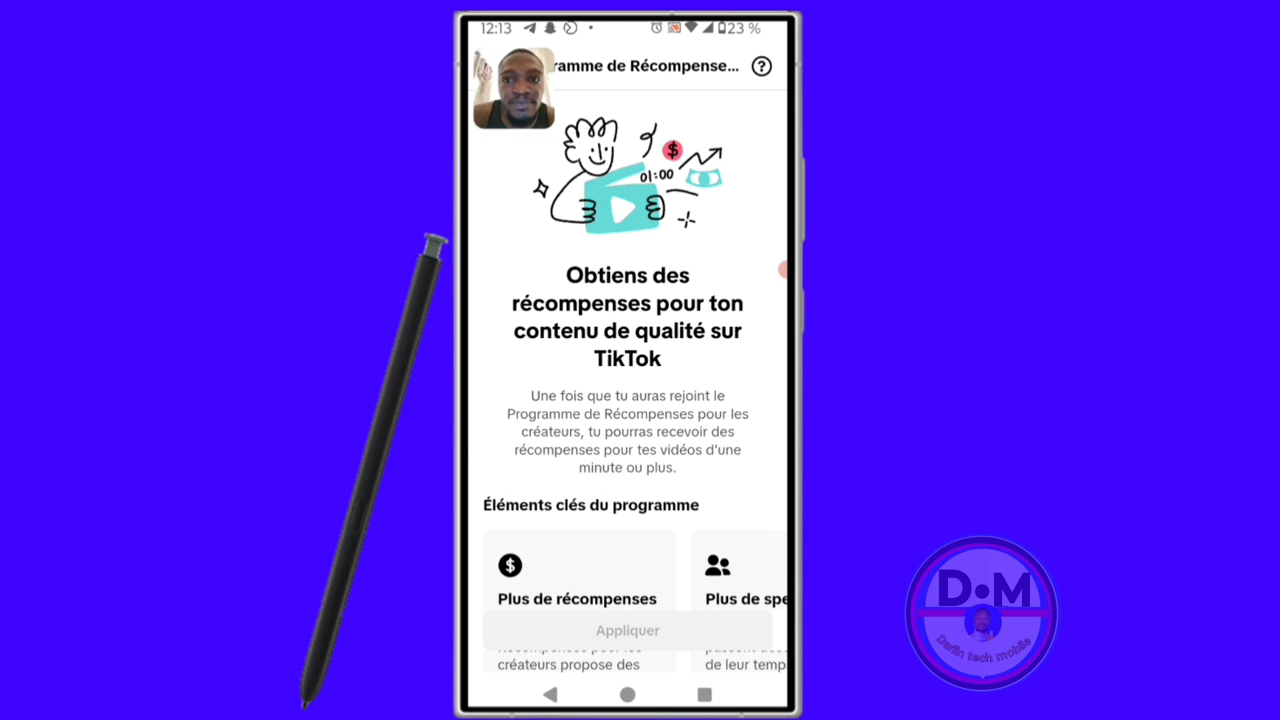 12:13
23 %
ramme de Récompense...
?
$
01:00
Obtiens des
récompenses pour ton
contenu de qualité sur
TikTok
Une fois que tu auras rejoint le
Programme de Récompenses pour les
créateurs, tu pourras recevoir des
récompenses pour tes vidéos d'une
minute ou plus.
Éléments clés du programme
$
Plus de récompenses
Plus de spe
Appliquer
créateurs propose des
de leur temp
D•M
Darlin tech mobile